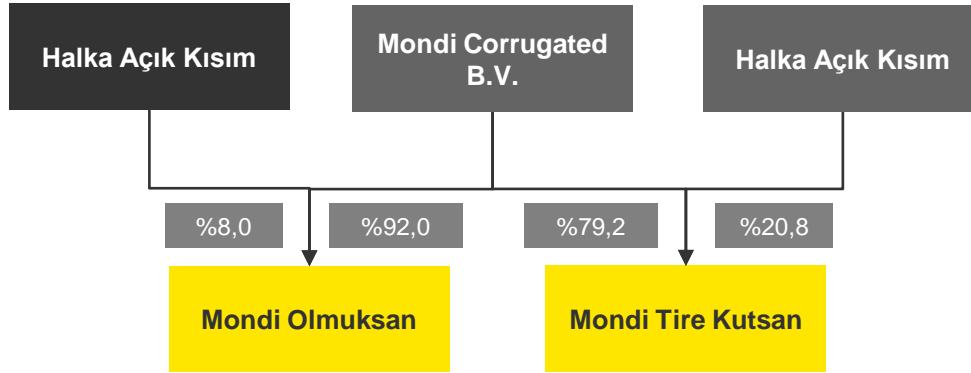 Halka Açık Kısım
Mondi Corrugated
B.V.
Halka Açık Kısım
%8,0
%92,0
%79,2
%20,8
Mondi Olmuksan
Mondi Tire Kutsan